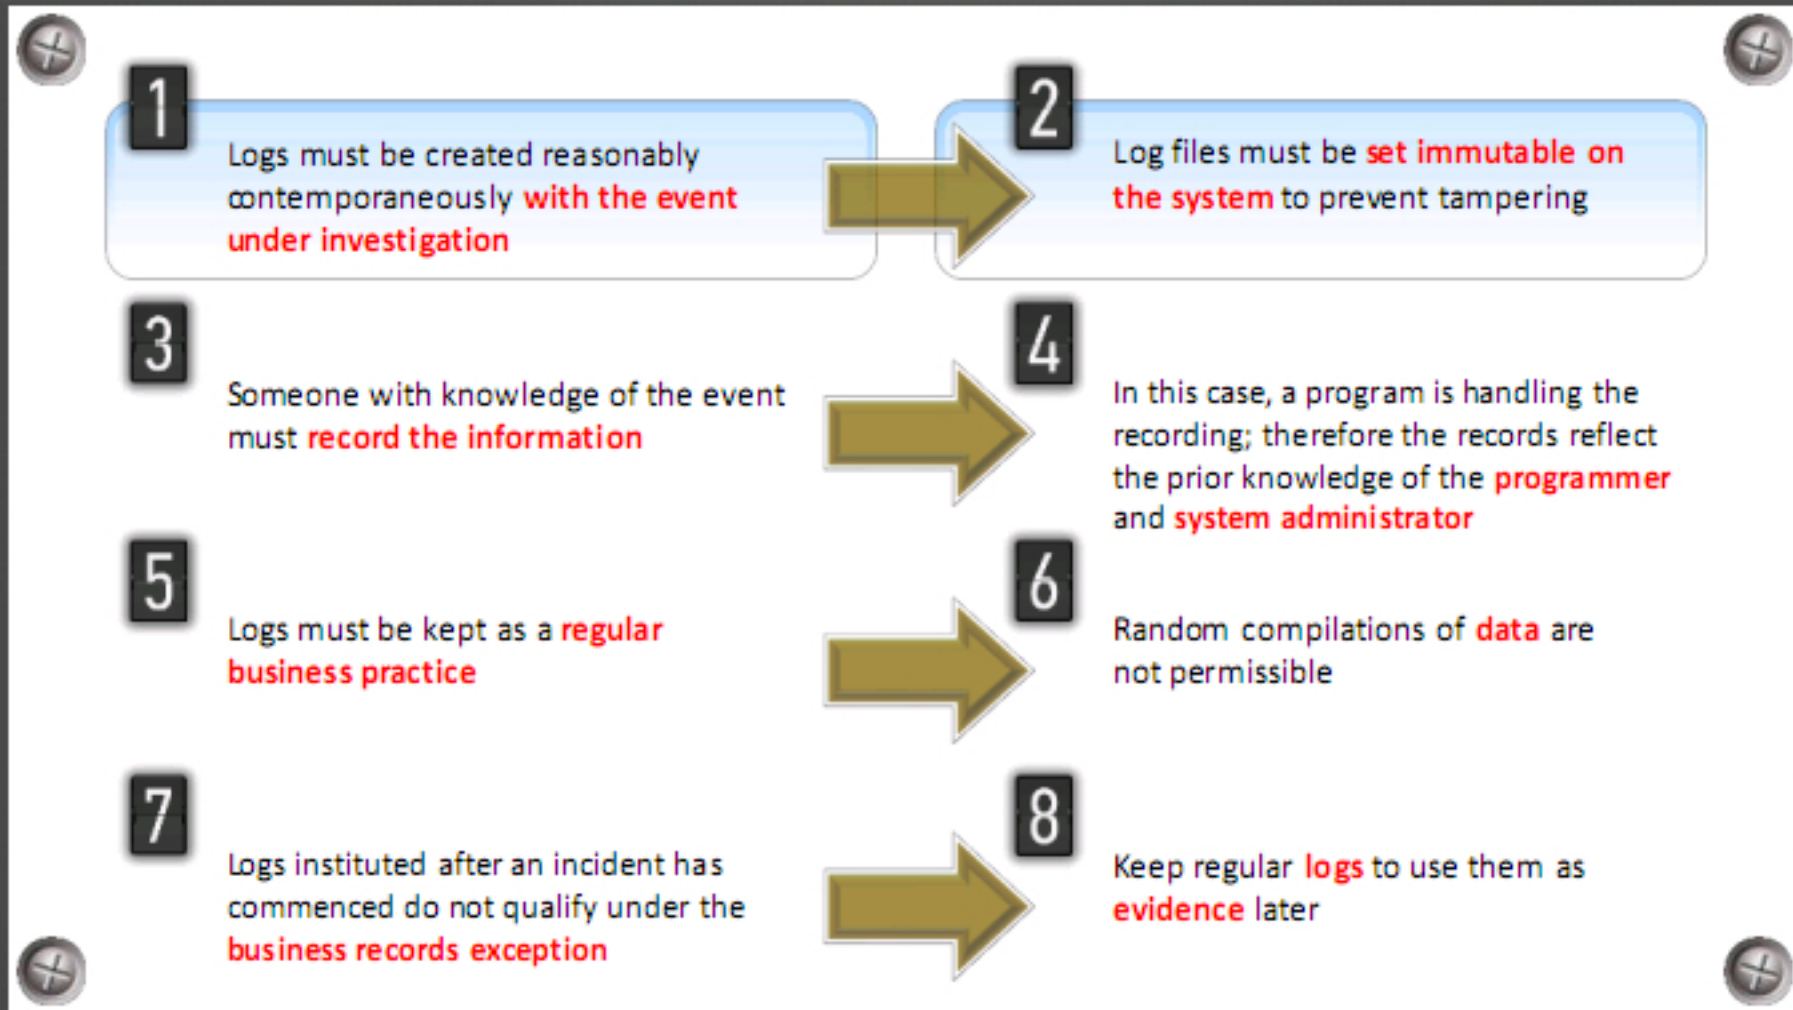 1
Logs must be created reasonably
contemporaneously with the event
under investigation
2
Log files must be set immutable on
the system to prevent tampering
3
Someone with knowledge of the event
must record the information
4
In this case, a program is handling the
recording; therefore the records reflect
the prior knowledge of the programmer
and system administrator
5
Logs must be kept as a regular
business practice
6
Random compilations of data are
not permissible
7
Logs instituted after an incident has
commenced do not qualify under the
business records exception
8
Keep regular logs to use them as
evidence later